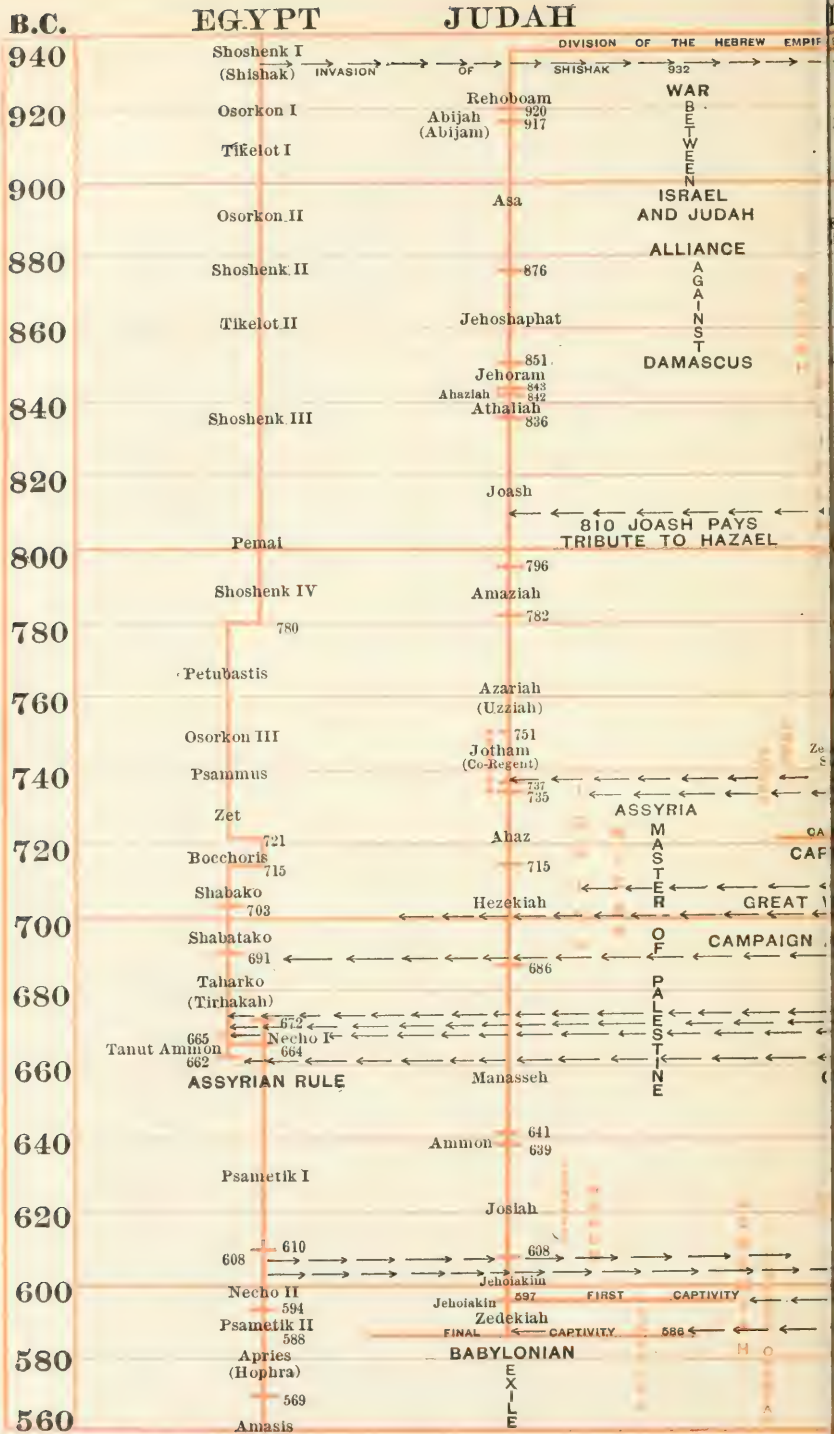 B.C. EGYPT JUDAH
DIVISION OF THE HEBREW EMPIR
940 Shoshenk I
(Shishak) INVASION OF SHISHAK 932
WAR
BETWEEN
ISRAEL
AND JUDAH
Rehoboam
920 Osorkon I 920
Abijah 917
(Abijam)
Tikelot I
900
Asa
Osorkon II
ALLIANCE
AGAINST
DAMASCUS
880
Shoshenk II 876
860 Tikelot II Jehoshaphat
851
Jehoram
843
Ahaziah 842
840 Athaliah
Shoshenk III 836
820
Joash
810 JOASH PAYS
TRIBUTE TO HAZAEL
800 Pemai
796
Shoshenk IV Amaziah
782
780 780
Petubastis
Azariah
760 (Uzziah)
751
Osorkon III Jotham
(Co-Regent)
Ze
S
740 Psammus 737
735
ASSYRIA
MASTER
OF
PALESTINE
Zet
721 Ahaz
720 CA
CAP
Bocchoris
715 715
Shabako Hezekiah GREAT
703
700
Shabatako CAMPAIGN
691 686
Taharko
680 (Tirhakah)
672
665 Necho I
Tanut Ammon 664
662
660 ASSYRIAN RULE Manasseh
641
640 Ammon 639
Psametik I
620 Josiah
610
608 608
Jehoiakim
600 Necho II 597 FIRST CAPTIVITY
Jehoiakin
594
Zedekiah
Psametik II
588 FINAL CAPTIVITY 586
580 Apries
(Hophra)
BABYLONIAN
EXILE
569
560 Amasis